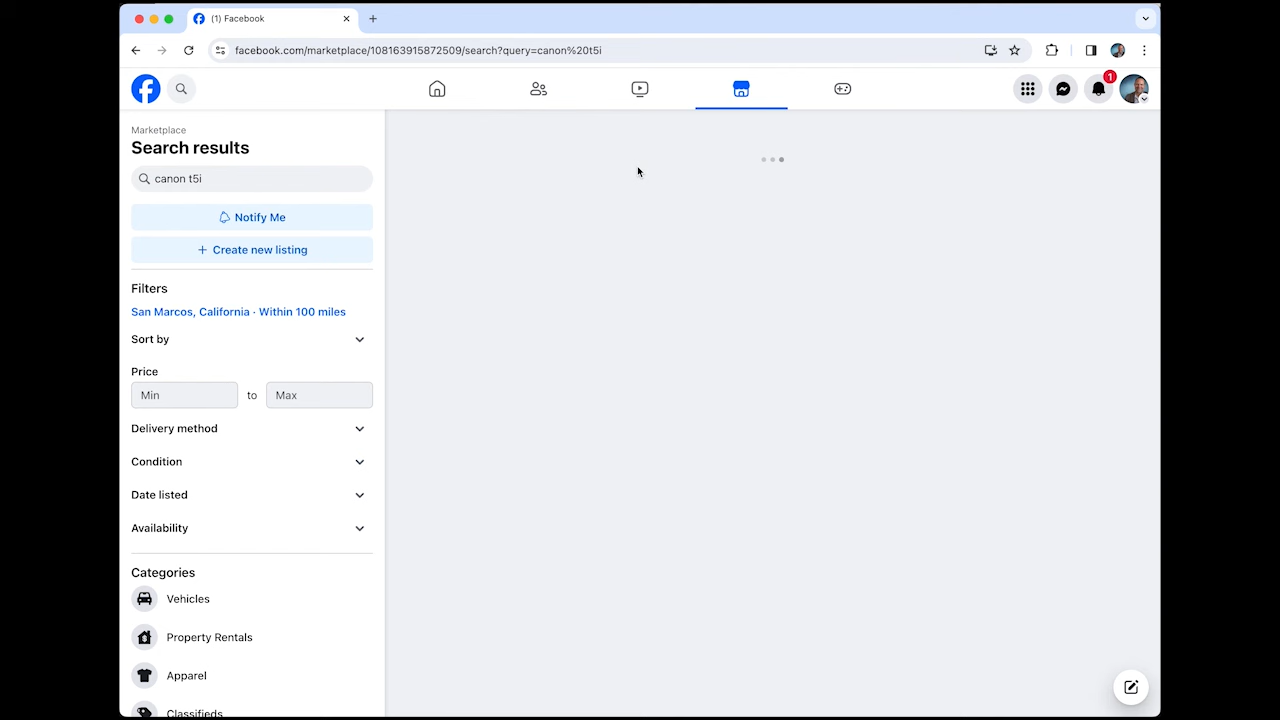 (1) Facebook
facebook.com/marketplace/108163915872509/search?query=canon%20t5i
1
Marketplace
Search results
canon t5i
Notify Me
Create new listing
Filters
San Marcos, California · Within 100 miles
Sort by
Price
Min to Max
Delivery method
Condition
Date listed
Availability
Categories
Vehicles
Property Rentals
Apparel
Classifieds